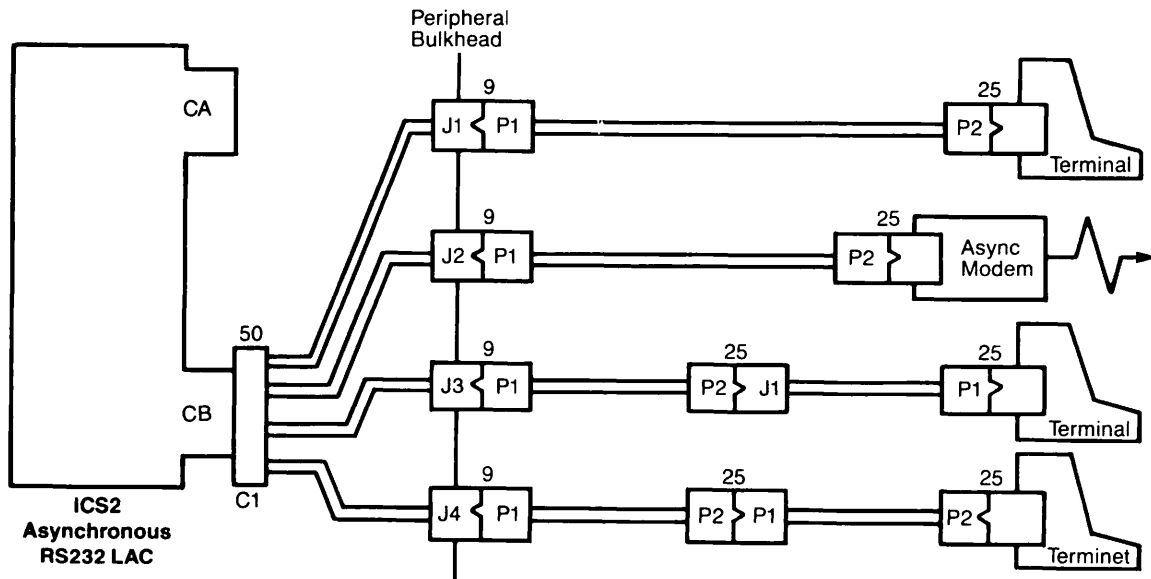 Peripheral
Bulkhead
CA
9
J1 P1
25
P2
Terminal
9
J2 P1
25
P2
Async
Modem
50
CB
C1
9
J3 P1
25
P2 J1
25
P1
Terminal
9
J4 P1
25
P2 P1
25
P2
Terminet
ICS2
Asynchronous
RS232 LAC